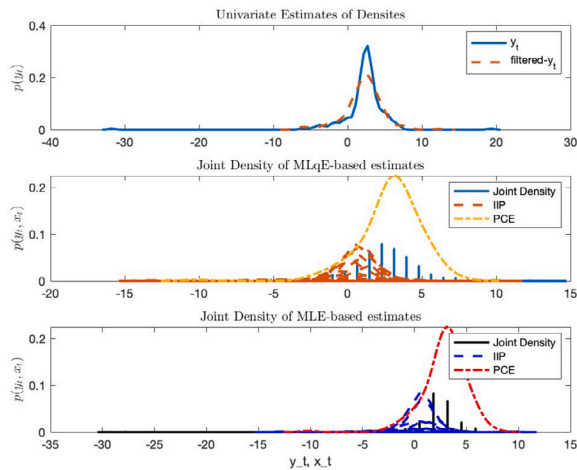 Univariate Estimates of Densites
0.4
y_t
filtered-y_t
0.2
p(y_t)
0
-40 -30 -20 -10 0 10 20 30
Joint Density of MLqE-based estimates
0.2
Joint Density
IIP
PCE
0.1
p(y_t, x_t)
0
-20 -15 -10 -5 0 5 10 15
Joint Density of MLE-based estimates
0.2
Joint Density
IIP
PCE
0.1
p(y_t, x_t)
0
-35 -30 -25 -20 -15 -10 -5 0 5 10 15
y_t, x_t